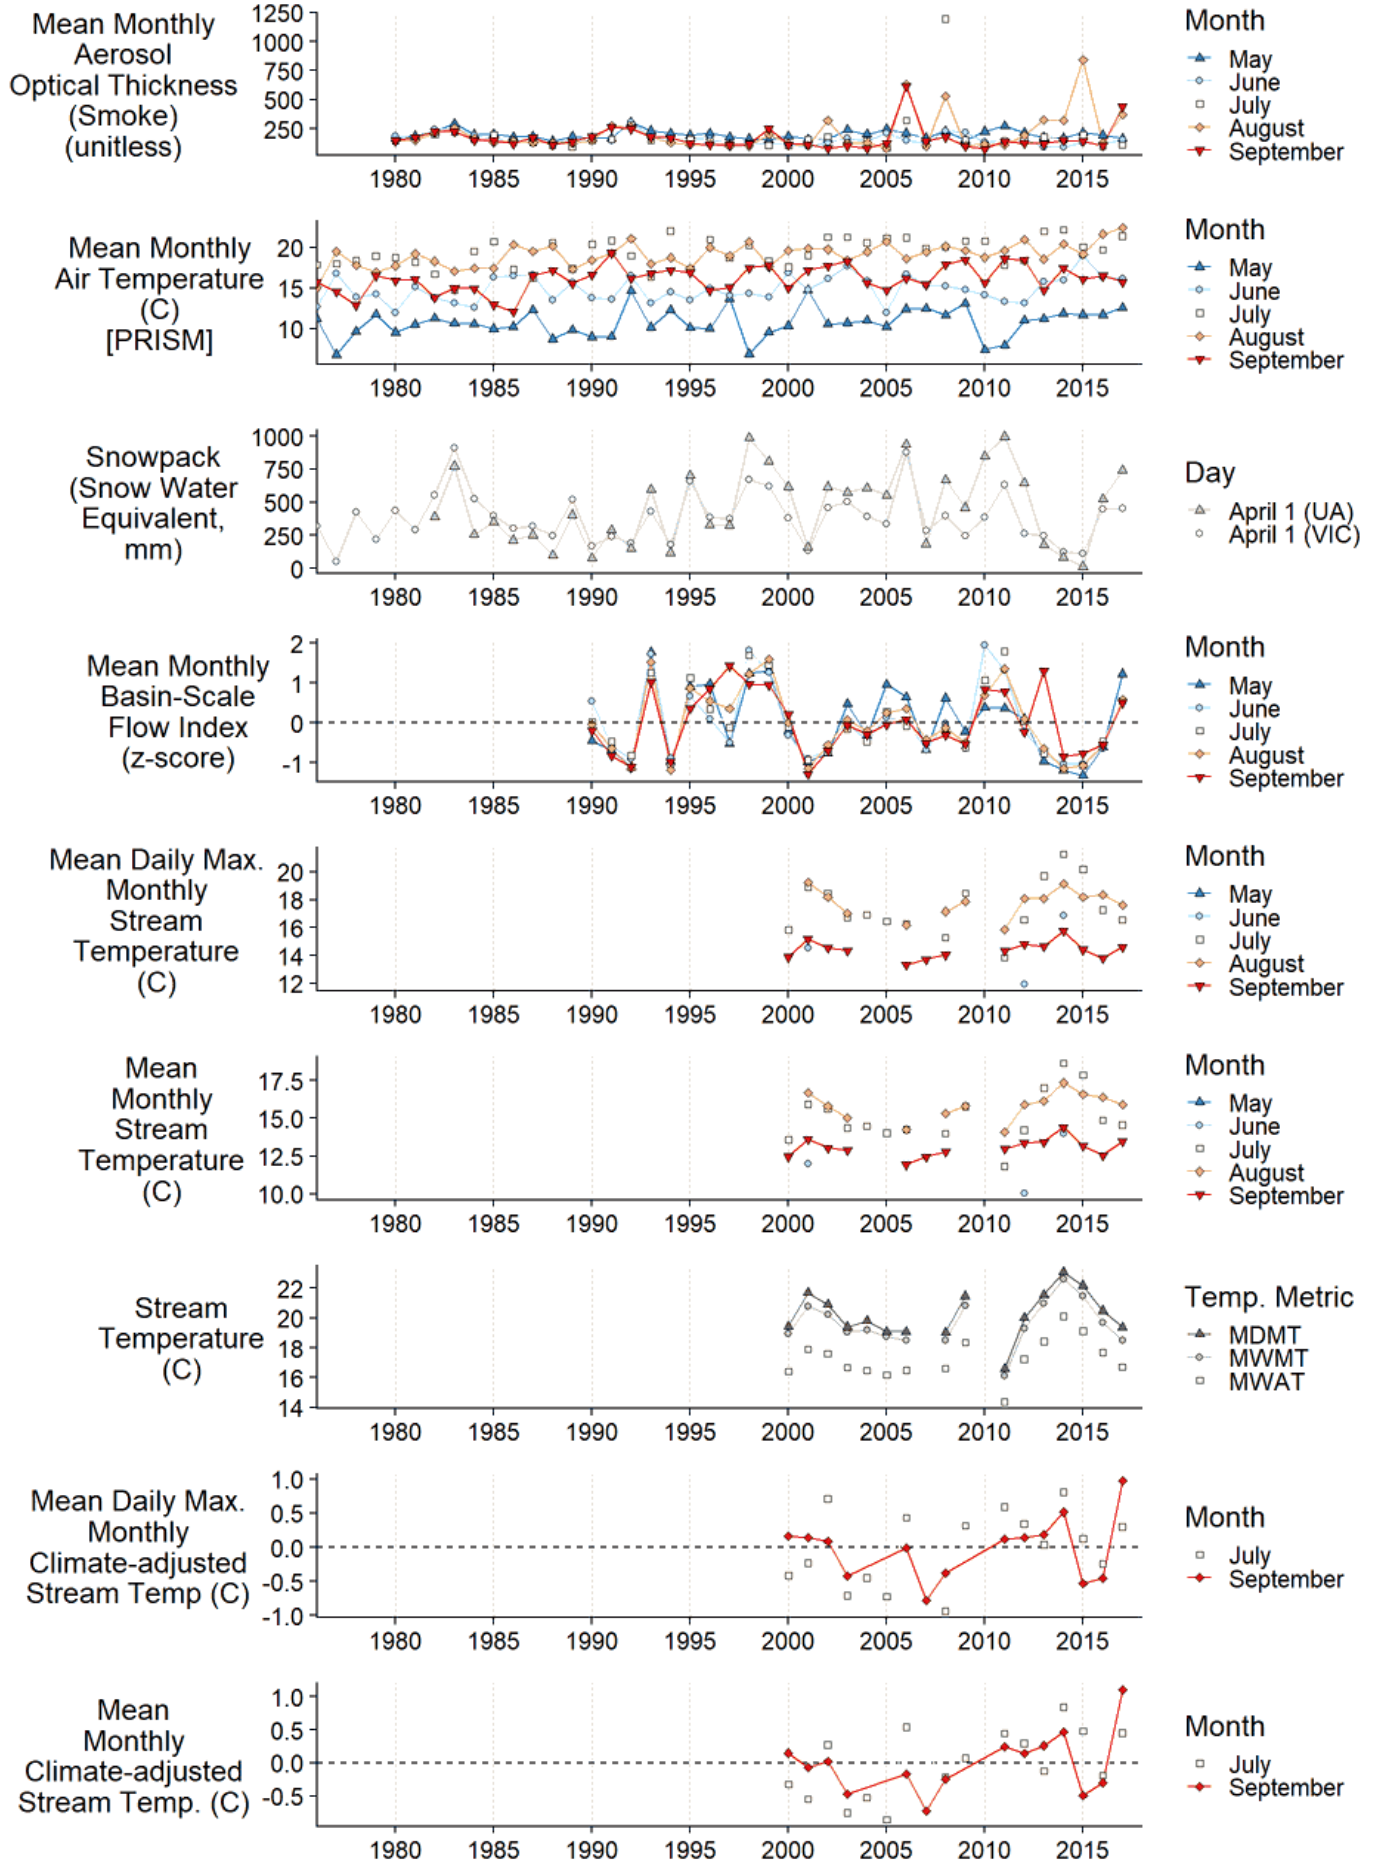 Mean Monthly
Aerosol
Optical Thickness
(Smoke)
(unitless)
1250
1000
750
500
250
1980 1985 1990 1995 2000 2005 2010 2015
Month
May
June
July
August
September
Mean Monthly
Air Temperature
(C)
[PRISM]
20
15
10
1980 1985 1990 1995 2000 2005 2010 2015
Month
May
June
July
August
September
Snowpack
(Snow Water
Equivalent,
mm)
1000
750
500
250
0
1980 1985 1990 1995 2000 2005 2010 2015
Day
April 1 (UA)
April 1 (VIC)
Mean Monthly
Basin-Scale
Flow Index
(z-score)
2
1
0
-1
1980 1985 1990 1995 2000 2005 2010 2015
Month
May
June
July
August
September
Mean Daily Max.
Monthly
Stream
Temperature
(C)
20
18
16
14
12
1980 1985 1990 1995 2000 2005 2010 2015
Month
May
June
July
August
September
Mean
Monthly
Stream
Temperature
(C)
17.5
15.0
12.5
10.0
1980 1985 1990 1995 2000 2005 2010 2015
Month
May
June
July
August
September
Stream
Temperature
(C)
22
20
18
16
14
1980 1985 1990 1995 2000 2005 2010 2015
Temp. Metric
MDMT
MWMT
MWAT
Mean Daily Max.
Monthly
Climate-adjusted
Stream Temp (C)
1.0
0.5
0.0
-0.5
-1.0
1980 1985 1990 1995 2000 2005 2010 2015
Month
July
September
Mean
Monthly
Climate-adjusted
Stream Temp. (C)
1.0
0.5
0.0
-0.5
1980 1985 1990 1995 2000 2005 2010 2015
Month
July
September